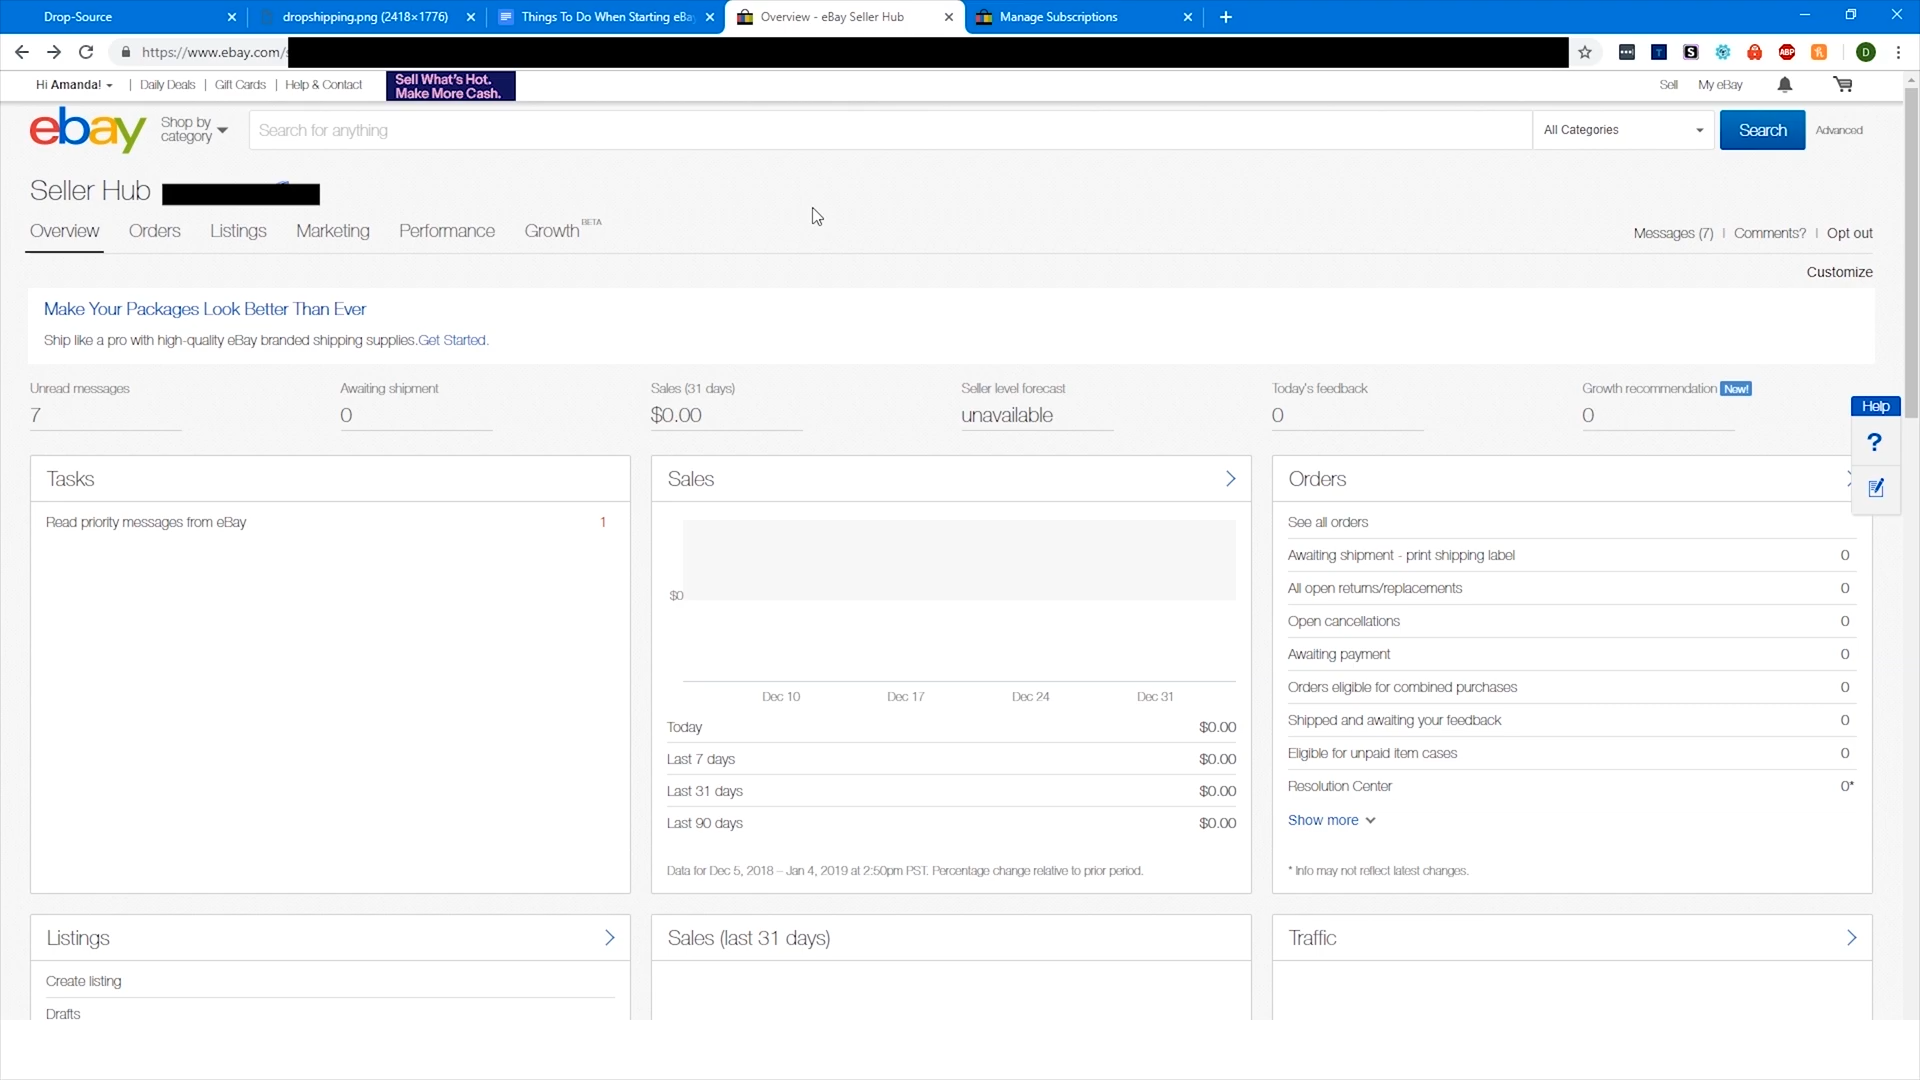 Drop-Source
dropshipping.png (2418×1776)
Things To Do When Starting eBa
Overview - eBay Seller Hub
Manage Subscriptions
https://www.ebay.com/
Hi Amanda!
Daily Deals
Gift Cards
Help & Contact
Sell What's Hot.
Make More Cash.
Sell
My eBay
ebay
Shop by
category
Search for anything
All Categories
Search
Advanced
Seller Hub
Overview
Orders
Listings
Marketing
Performance
Growth BETA
Messages (7) | Comments? | Opt out
Customize
Make Your Packages Look Better Than Ever
Ship like a pro with high-quality eBay branded shipping supplies.Get Started.
Unread messages
7
Awaiting shipment
0
Sales (31 days)
$0.00
Seller level forecast
unavailable
Today's feedback
0
Growth recommendation New!
0
Help
?
Tasks
Read priority messages from eBay 1
Sales
$0
Dec 10 Dec 17 Dec 24 Dec 31
Today $0.00
Last 7 days $0.00
Last 31 days $0.00
Last 90 days $0.00
Data for Dec 5, 2018 – Jan 4, 2019 at 2:50pm PST. Percentage change relative to prior period.
Orders
See all orders
Awaiting shipment - print shipping label 0
All open returns/replacements 0
Open cancellations 0
Awaiting payment 0
Orders eligible for combined purchases 0
Shipped and awaiting your feedback 0
Eligible for unpaid item cases 0
Resolution Center 0*
Show more
* Info may not reflect latest changes.
Listings
Create listing
Drafts
Sales (last 31 days)
Traffic
T
S
ABP
D